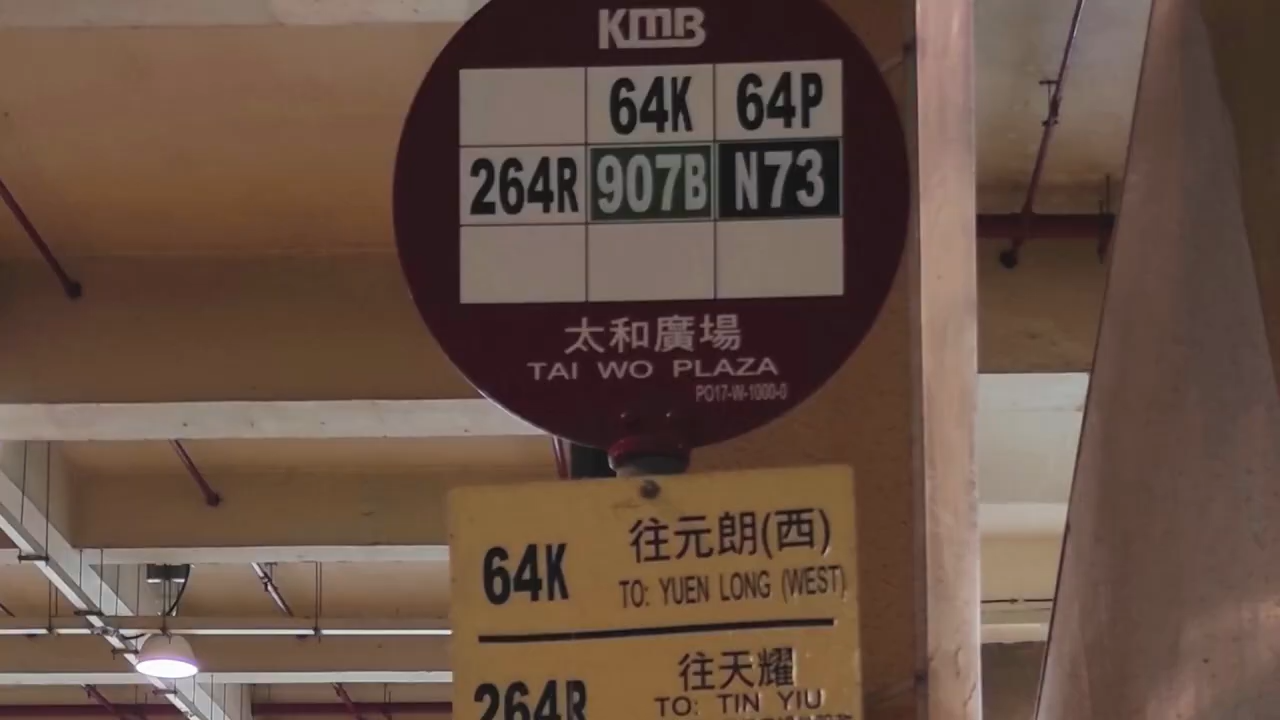 KMB
64K 64P
264R 907B N73
太和廣場
TAI WO PLAZA
PO17-W-1000-0
往元朗(西)
64K
TO: YUEN LONG (WEST)
往天耀
264R
TO: TIN YIU